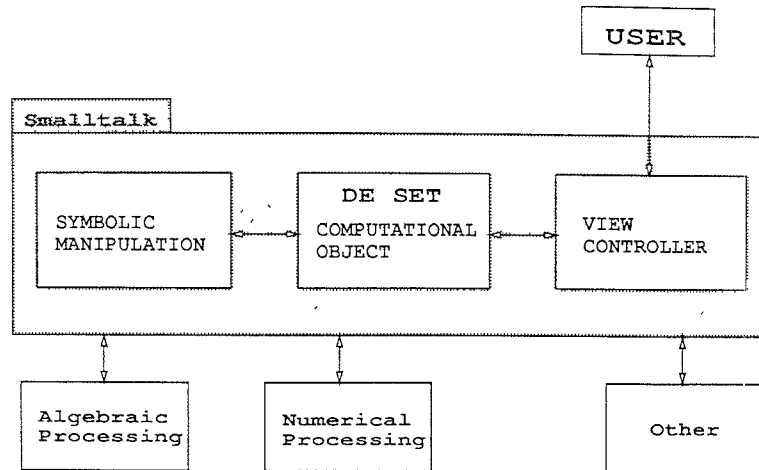 USER
Smalltalk
SYMBOLIC
MANIPULATION
DE SET
COMPUTATIONAL
OBJECT
VIEW
CONTROLLER
Algebraic
Processing
Numerical
Processing
Other